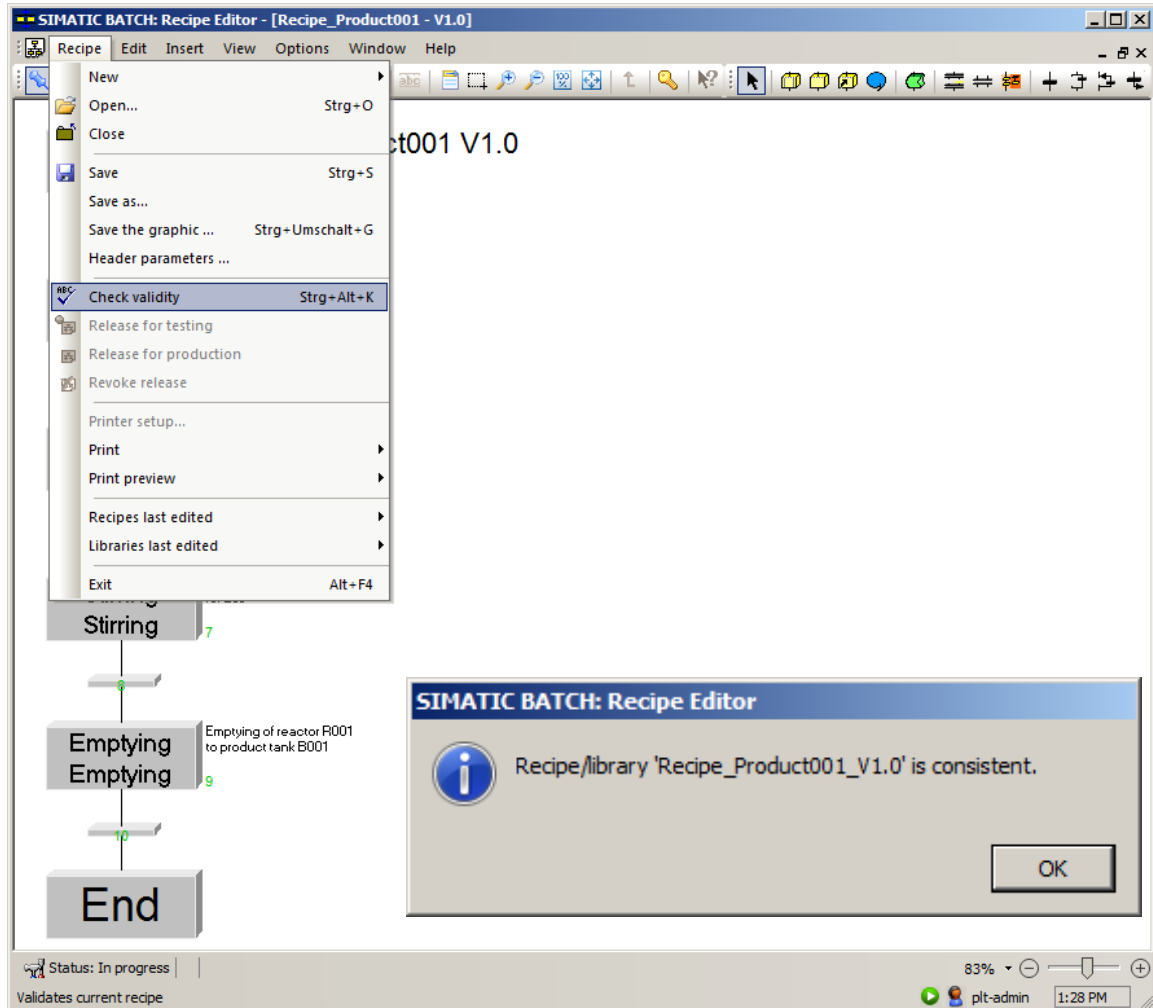 SIMATIC BATCH: Recipe Editor - [Recipe_Product001 - V1.0]
Recipe Edit Insert View Options Window Help
abc 100%
New
Open... Strg+O
Close
ct001 V1.0
Save Strg+S
Save as...
Save the graphic ... Strg+Umschalt+G
Header parameters ...
ABC Check validity Strg+Alt+K
Release for testing
Release for production
Revoke release
Printer setup...
Print
Print preview
Recipes last edited
Libraries last edited
Exit Alt+F4
Stirring
7
8
SIMATIC BATCH: Recipe Editor
Recipe/library 'Recipe_Product001_V1.0' is consistent.
OK
Emptying
Emptying
Emptying of reactor R001
to product tank B001
9
10
End
Status: In progress 83%
Validates current recipe plt-admin 1:28 PM